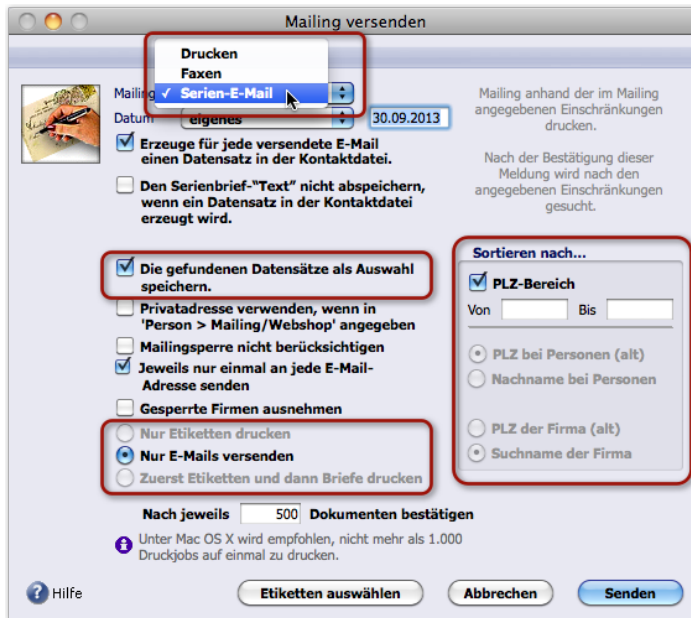 Mailing versenden
Drucken
Faxen
Mailing ✓ Serien-E-Mail
Datum eigenes 30.09.2013
Erzeuge für jede versendete E-Mail
einen Datensatz in der Kontaktdatei.
Den Serienbrief-“Text” nicht abspeichern,
wenn ein Datensatz in der Kontaktdatei
erzeugt wird.
Mailing anhand der im Mailing
angegebenen Einschränkungen
drucken.
Nach der Bestätigung dieser
Meldung wird nach den
angegebenen Einschränkungen
gesucht.
Die gefundenen Datensätze als Auswahl
speichern.
Privatadresse verwenden, wenn in
'Person > Mailing/Webshop' angegeben
Mailingsperre nicht berücksichtigen
Jeweils nur einmal an jede E-Mail-
Adresse senden
Gesperrte Firmen ausnehmen
Nur Etiketten drucken
Nur E-Mails versenden
Zuerst Etiketten und dann Briefe drucken
Sortieren nach...
PLZ-Bereich
Von Bis
PLZ bei Personen (alt)
Nachname bei Personen
PLZ der Firma (alt)
Suchname der Firma
Nach jeweils 500 Dokumenten bestätigen
Unter Mac OS X wird empfohlen, nicht mehr als 1.000
Druckjobs auf einmal zu drucken.
? Hilfe
Etiketten auswählen
Abbrechen
Senden